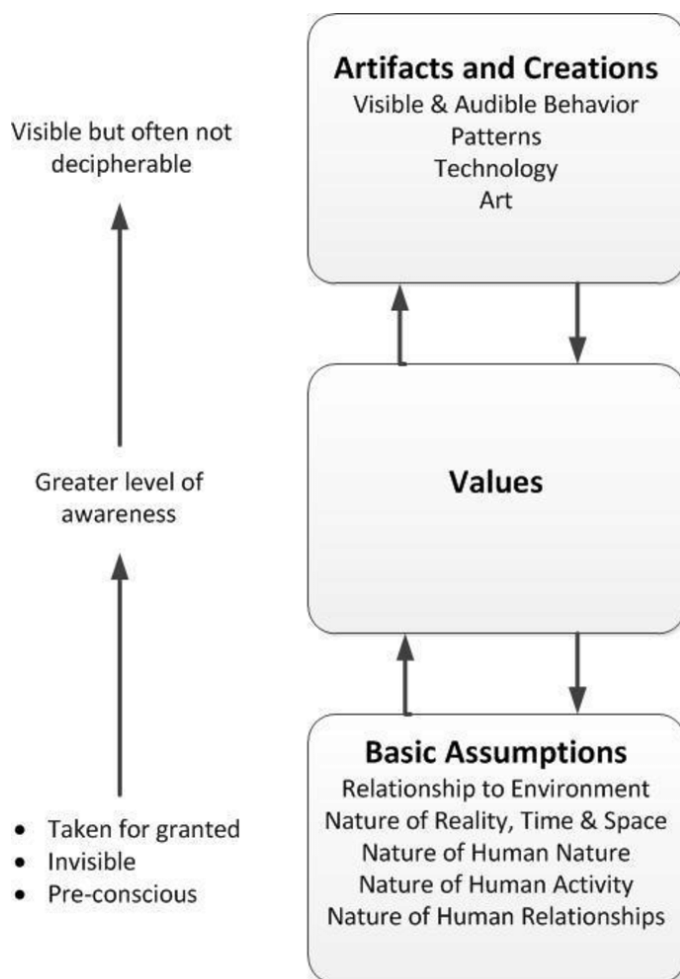 Artifacts and Creations
Visible & Audible Behavior
Patterns
Technology
Art
Visible but often not
decipherable
Values
Greater level of
awareness
Basic Assumptions
Relationship to Environment
Nature of Reality, Time & Space
Nature of Human Nature
Nature of Human Activity
Nature of Human Relationships
• Taken for granted
• Invisible
• Pre-conscious